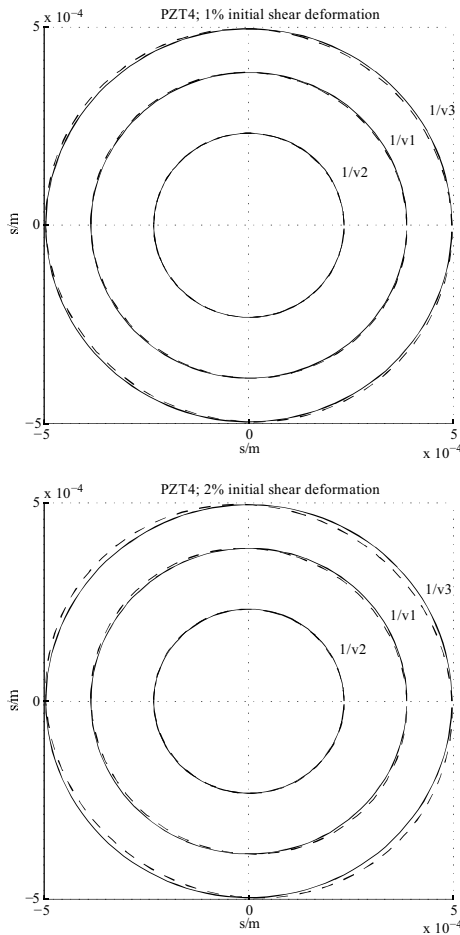 PZT4; 1% initial shear deformation
5 x 10⁻⁴
1/v3
1/v1
1/v2
s/m
0
−5
−5 0 5
s/m
x 10⁻⁴
PZT4; 2% initial shear deformation
5 x 10⁻⁴
1/v3
1/v1
1/v2
s/m
0
−5
−5 0 5
s/m
x 10⁻⁴